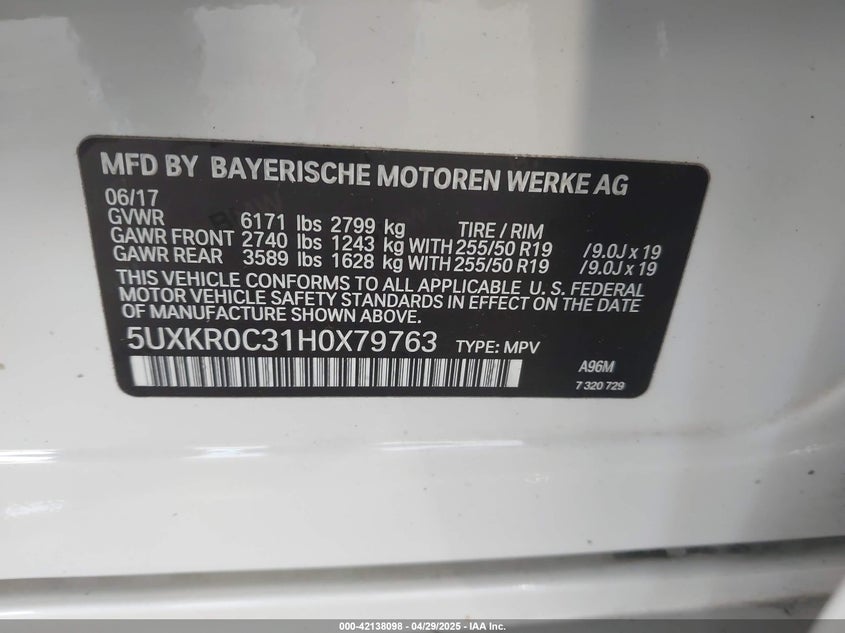 MFD BY BAYERISCHE MOTOREN WERKE AG
06/17
GVWR 6171 lbs 2799 kg TIRE / RIM
GAWR FRONT 2740 lbs 1243 kg WITH 255/50 R19 /9.0J x 19
GAWR REAR 3589 lbs 1628 kg WITH 255/50 R19 /9.0J x 19
THIS VEHICLE CONFORMS TO ALL APPLICABLE U. S. FEDERAL
MOTOR VEHICLE SAFETY STANDARDS IN EFFECT ON THE DATE
OF MANUFACTURE SHOWN ABOVE.
5UXKR0C31H0X79763 TYPE: MPV
A96M
7 320 729
000-42138098 | 04/29/2025 | IAA Inc.